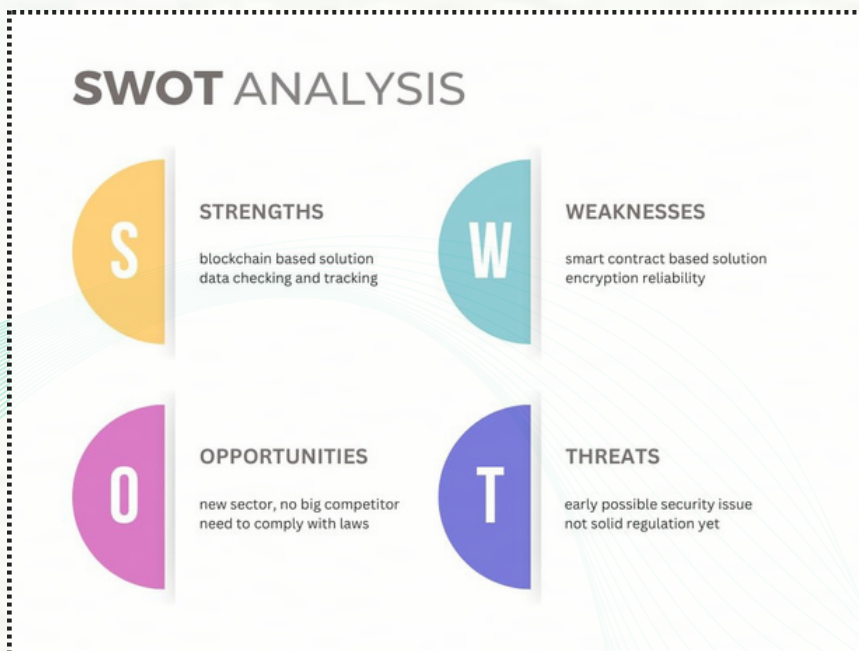 SWOT ANALYSIS
S
STRENGTHS
blockchain based solution
data checking and tracking
W
WEAKNESSES
smart contract based solution
encryption reliability
O
OPPORTUNITIES
new sector, no big competitor
need to comply with laws
T
THREATS
early possible security issue
not solid regulation yet